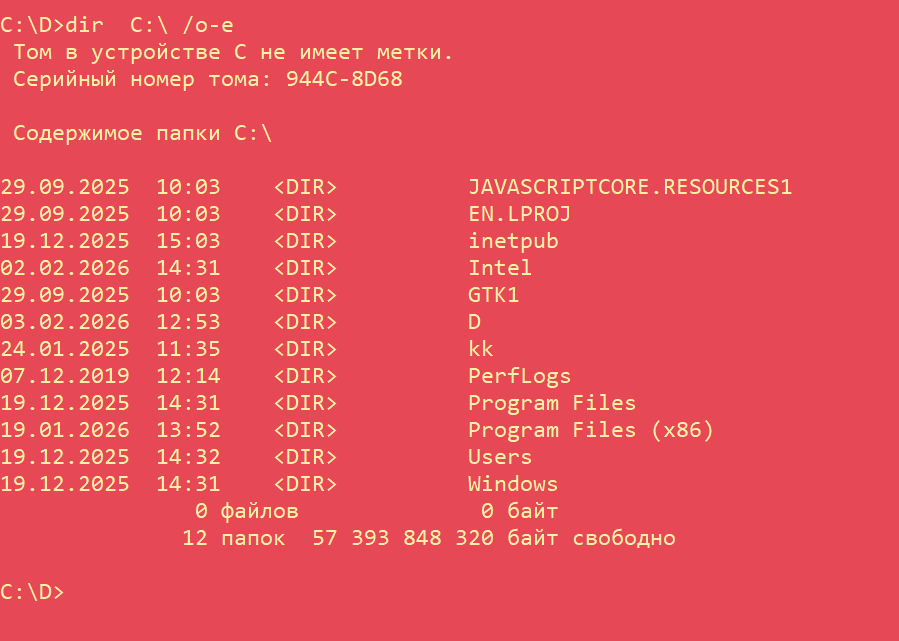 C:\D>dir  C:\ /o-e
 Том в устройстве C не имеет метки.
 Серийный номер тома: 944C-8D68

 Содержимое папки C:\

29.09.2025  10:03    <DIR>          JAVASCRIPTCORE.RESOURCES1
29.09.2025  10:03    <DIR>          EN.LPROJ
19.12.2025  15:03    <DIR>          inetpub
02.02.2026  14:31    <DIR>          Intel
29.09.2025  10:03    <DIR>          GTK1
03.02.2026  12:53    <DIR>          D
24.01.2025  11:35    <DIR>          kk
07.12.2019  12:14    <DIR>          PerfLogs
19.12.2025  14:31    <DIR>          Program Files
19.01.2026  13:52    <DIR>          Program Files (x86)
19.12.2025  14:32    <DIR>          Users
19.12.2025  14:31    <DIR>          Windows
               0 файлов              0 байт
              12 папок  57 393 848 320 байт свободно

C:\D>